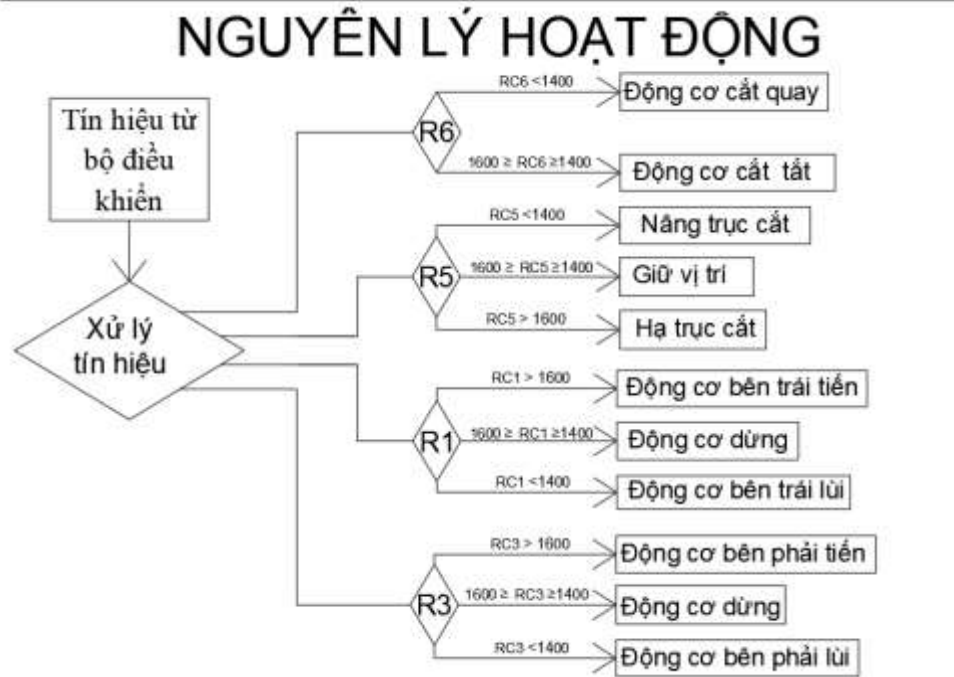 NGUYÊN LÝ HOẠT ĐỘNG
Tín hiệu từ
bộ điều
khiển
Xử lý
tín hiệu
R6
RC6 <1400
Động cơ cắt quay
1600 ≥ RC6 ≥1400
Động cơ cắt tắt
R5
RC5 <1400
Nâng trục cắt
1600 ≥ RC5 ≥1400
Giữ vị trí
RC5 > 1600
Hạ trục cắt
R1
RC1 > 1600
Động cơ bên trái tiến
1600 ≥ RC1 ≥1400
Động cơ dừng
RC1 <1400
Động cơ bên trái lùi
R3
RC3 > 1600
Động cơ bên phải tiến
1600 ≥ RC3 ≥1400
Động cơ dừng
RC3 <1400
Động cơ bên phải lùi